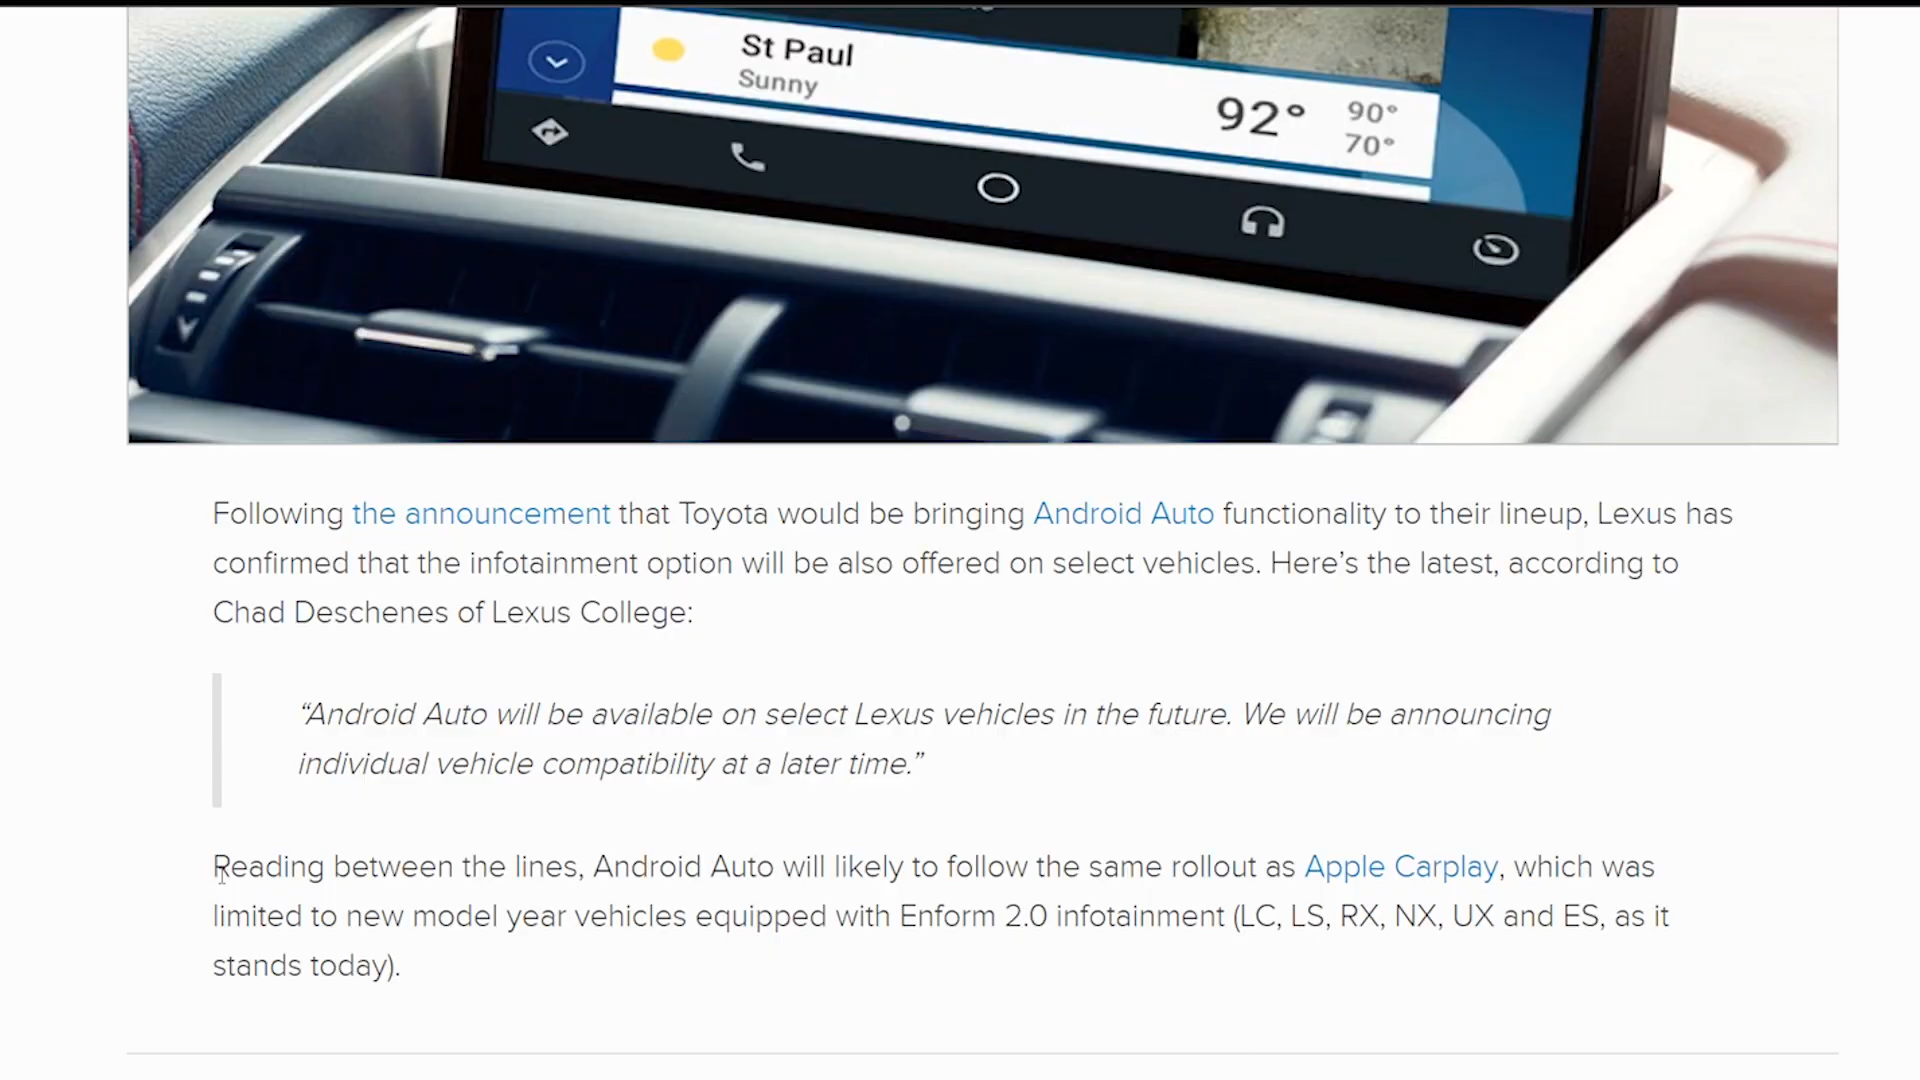 St Paul
Sunny
92° 90°
70°
Following the announcement that Toyota would be bringing Android Auto functionality to their lineup, Lexus has
confirmed that the infotainment option will be also offered on select vehicles. Here’s the latest, according to
Chad Deschenes of Lexus College:
“Android Auto will be available on select Lexus vehicles in the future. We will be announcing
individual vehicle compatibility at a later time.”
Reading between the lines, Android Auto will likely to follow the same rollout as Apple Carplay, which was
limited to new model year vehicles equipped with Enform 2.0 infotainment (LC, LS, RX, NX, UX and ES, as it
stands today).